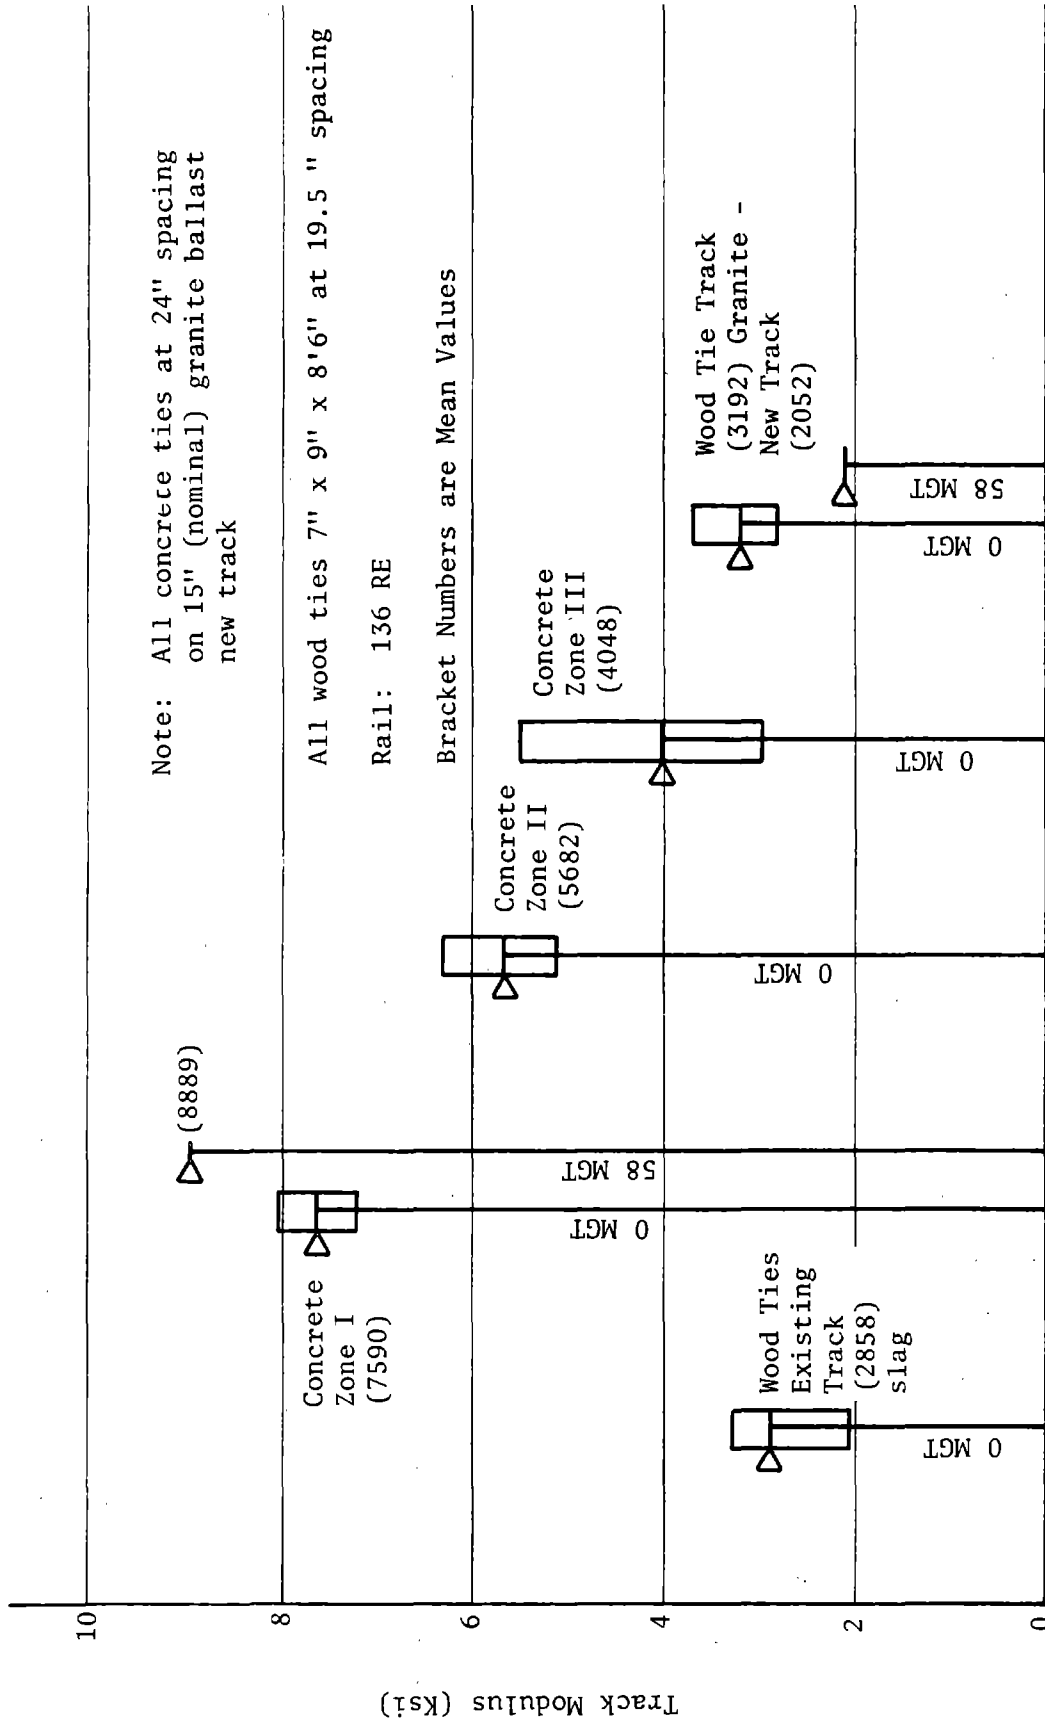 Note: All concrete ties at 24" spacing
on 15" (nominal) granite ballast
new track
All wood ties 7" x 9" x 8'6" at 19.5 " spacing
Rail: 136 RE
Bracket Numbers are Mean Values
Track Modulus (Ksi)
10
8
6
4
2
0
Wood Ties
Existing
Track
(2858)
slag
0 MGT
Concrete
Zone I
(7590)
0 MGT
(8889)
58 MGT
Concrete
Zone II
(5682)
0 MGT
Concrete
Zone III
(4048)
0 MGT
Wood Tie Track
(3192) Granite -
New Track
(2052)
0 MGT
58 MGT